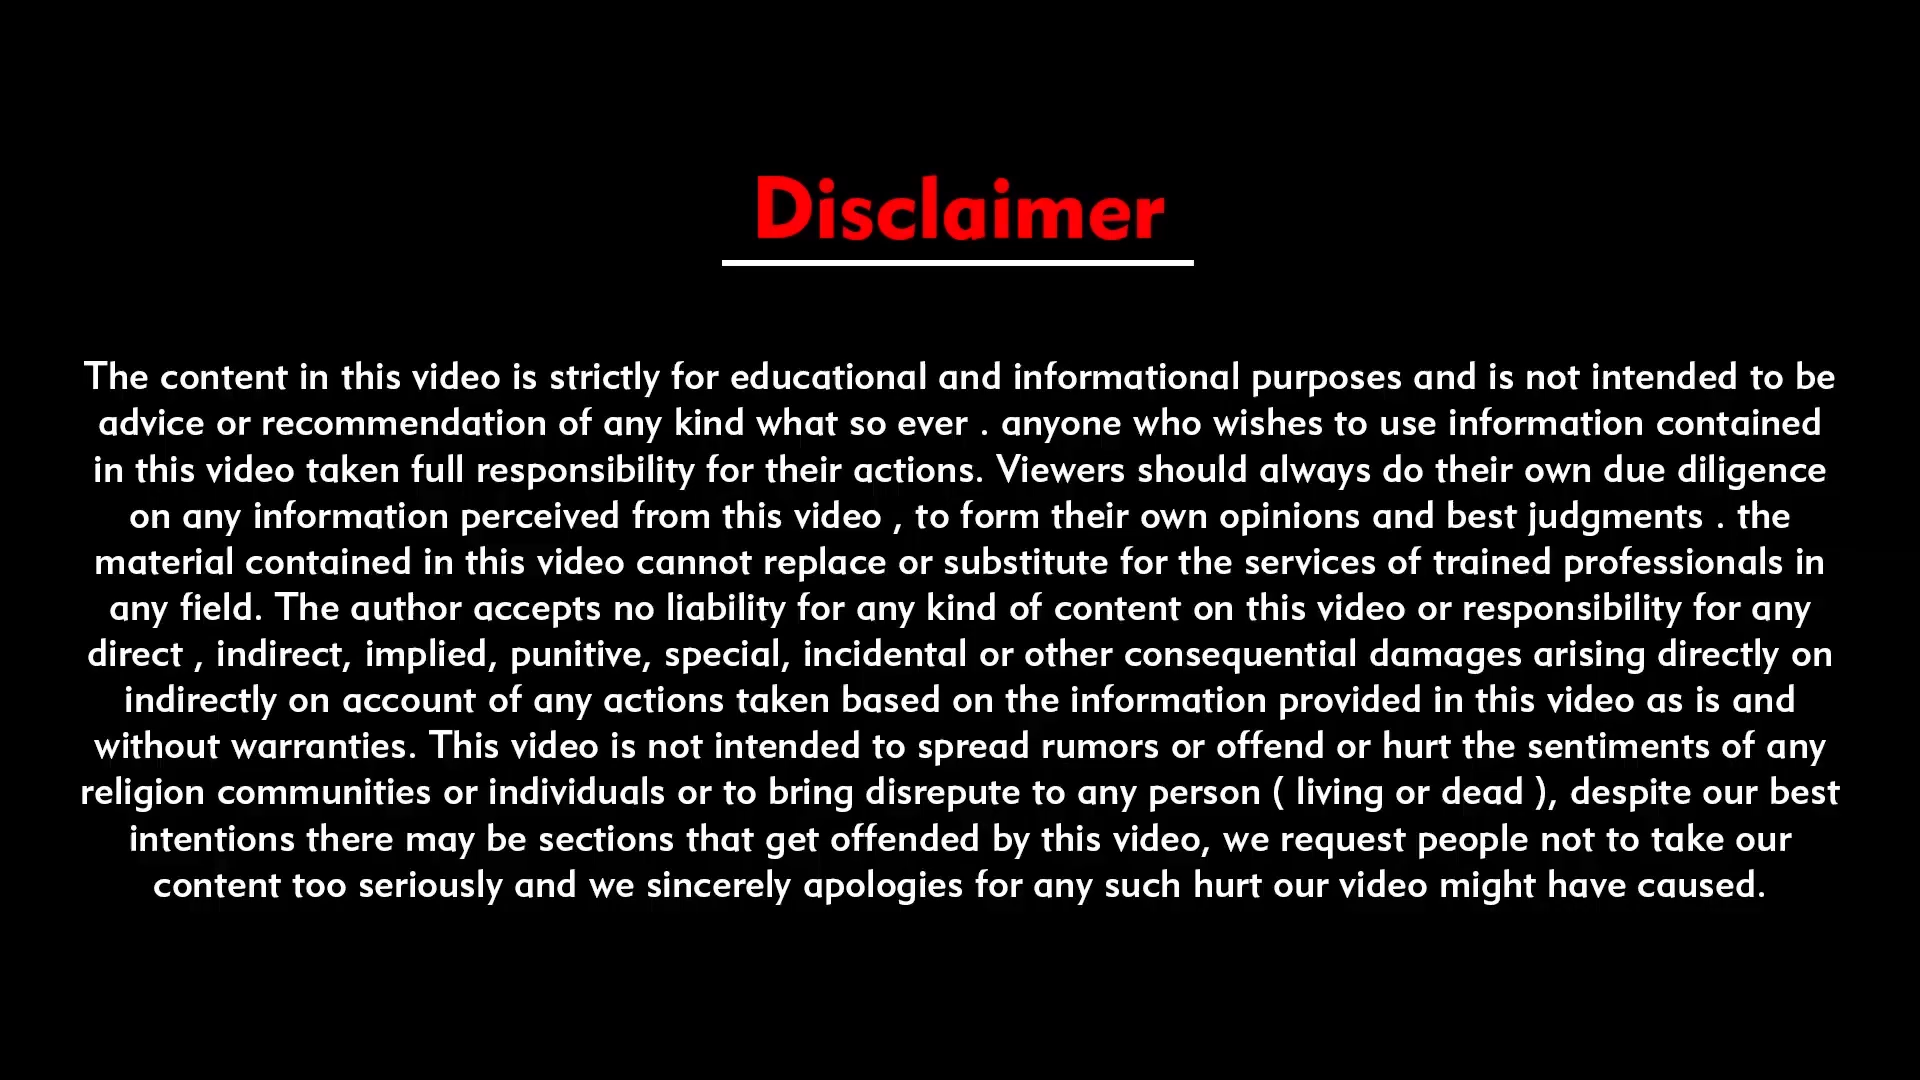 Disclaimer
The content in this video is strictly for educational and informational purposes and is not intended to be
advice or recommendation of any kind what so ever . anyone who wishes to use information contained
in this video taken full responsibility for their actions. Viewers should always do their own due diligence
on any information perceived from this video , to form their own opinions and best judgments . the
material contained in this video cannot replace or substitute for the services of trained professionals in
any field. The author accepts no liability for any kind of content on this video or responsibility for any
direct , indirect, implied, punitive, special, incidental or other consequential damages arising directly on
indirectly on account of any actions taken based on the information provided in this video as is and
without warranties. This video is not intended to spread rumors or offend or hurt the sentiments of any
religion communities or individuals or to bring disrepute to any person ( living or dead ), despite our best
intentions there may be sections that get offended by this video, we request people not to take our
content too seriously and we sincerely apologies for any such hurt our video might have caused.